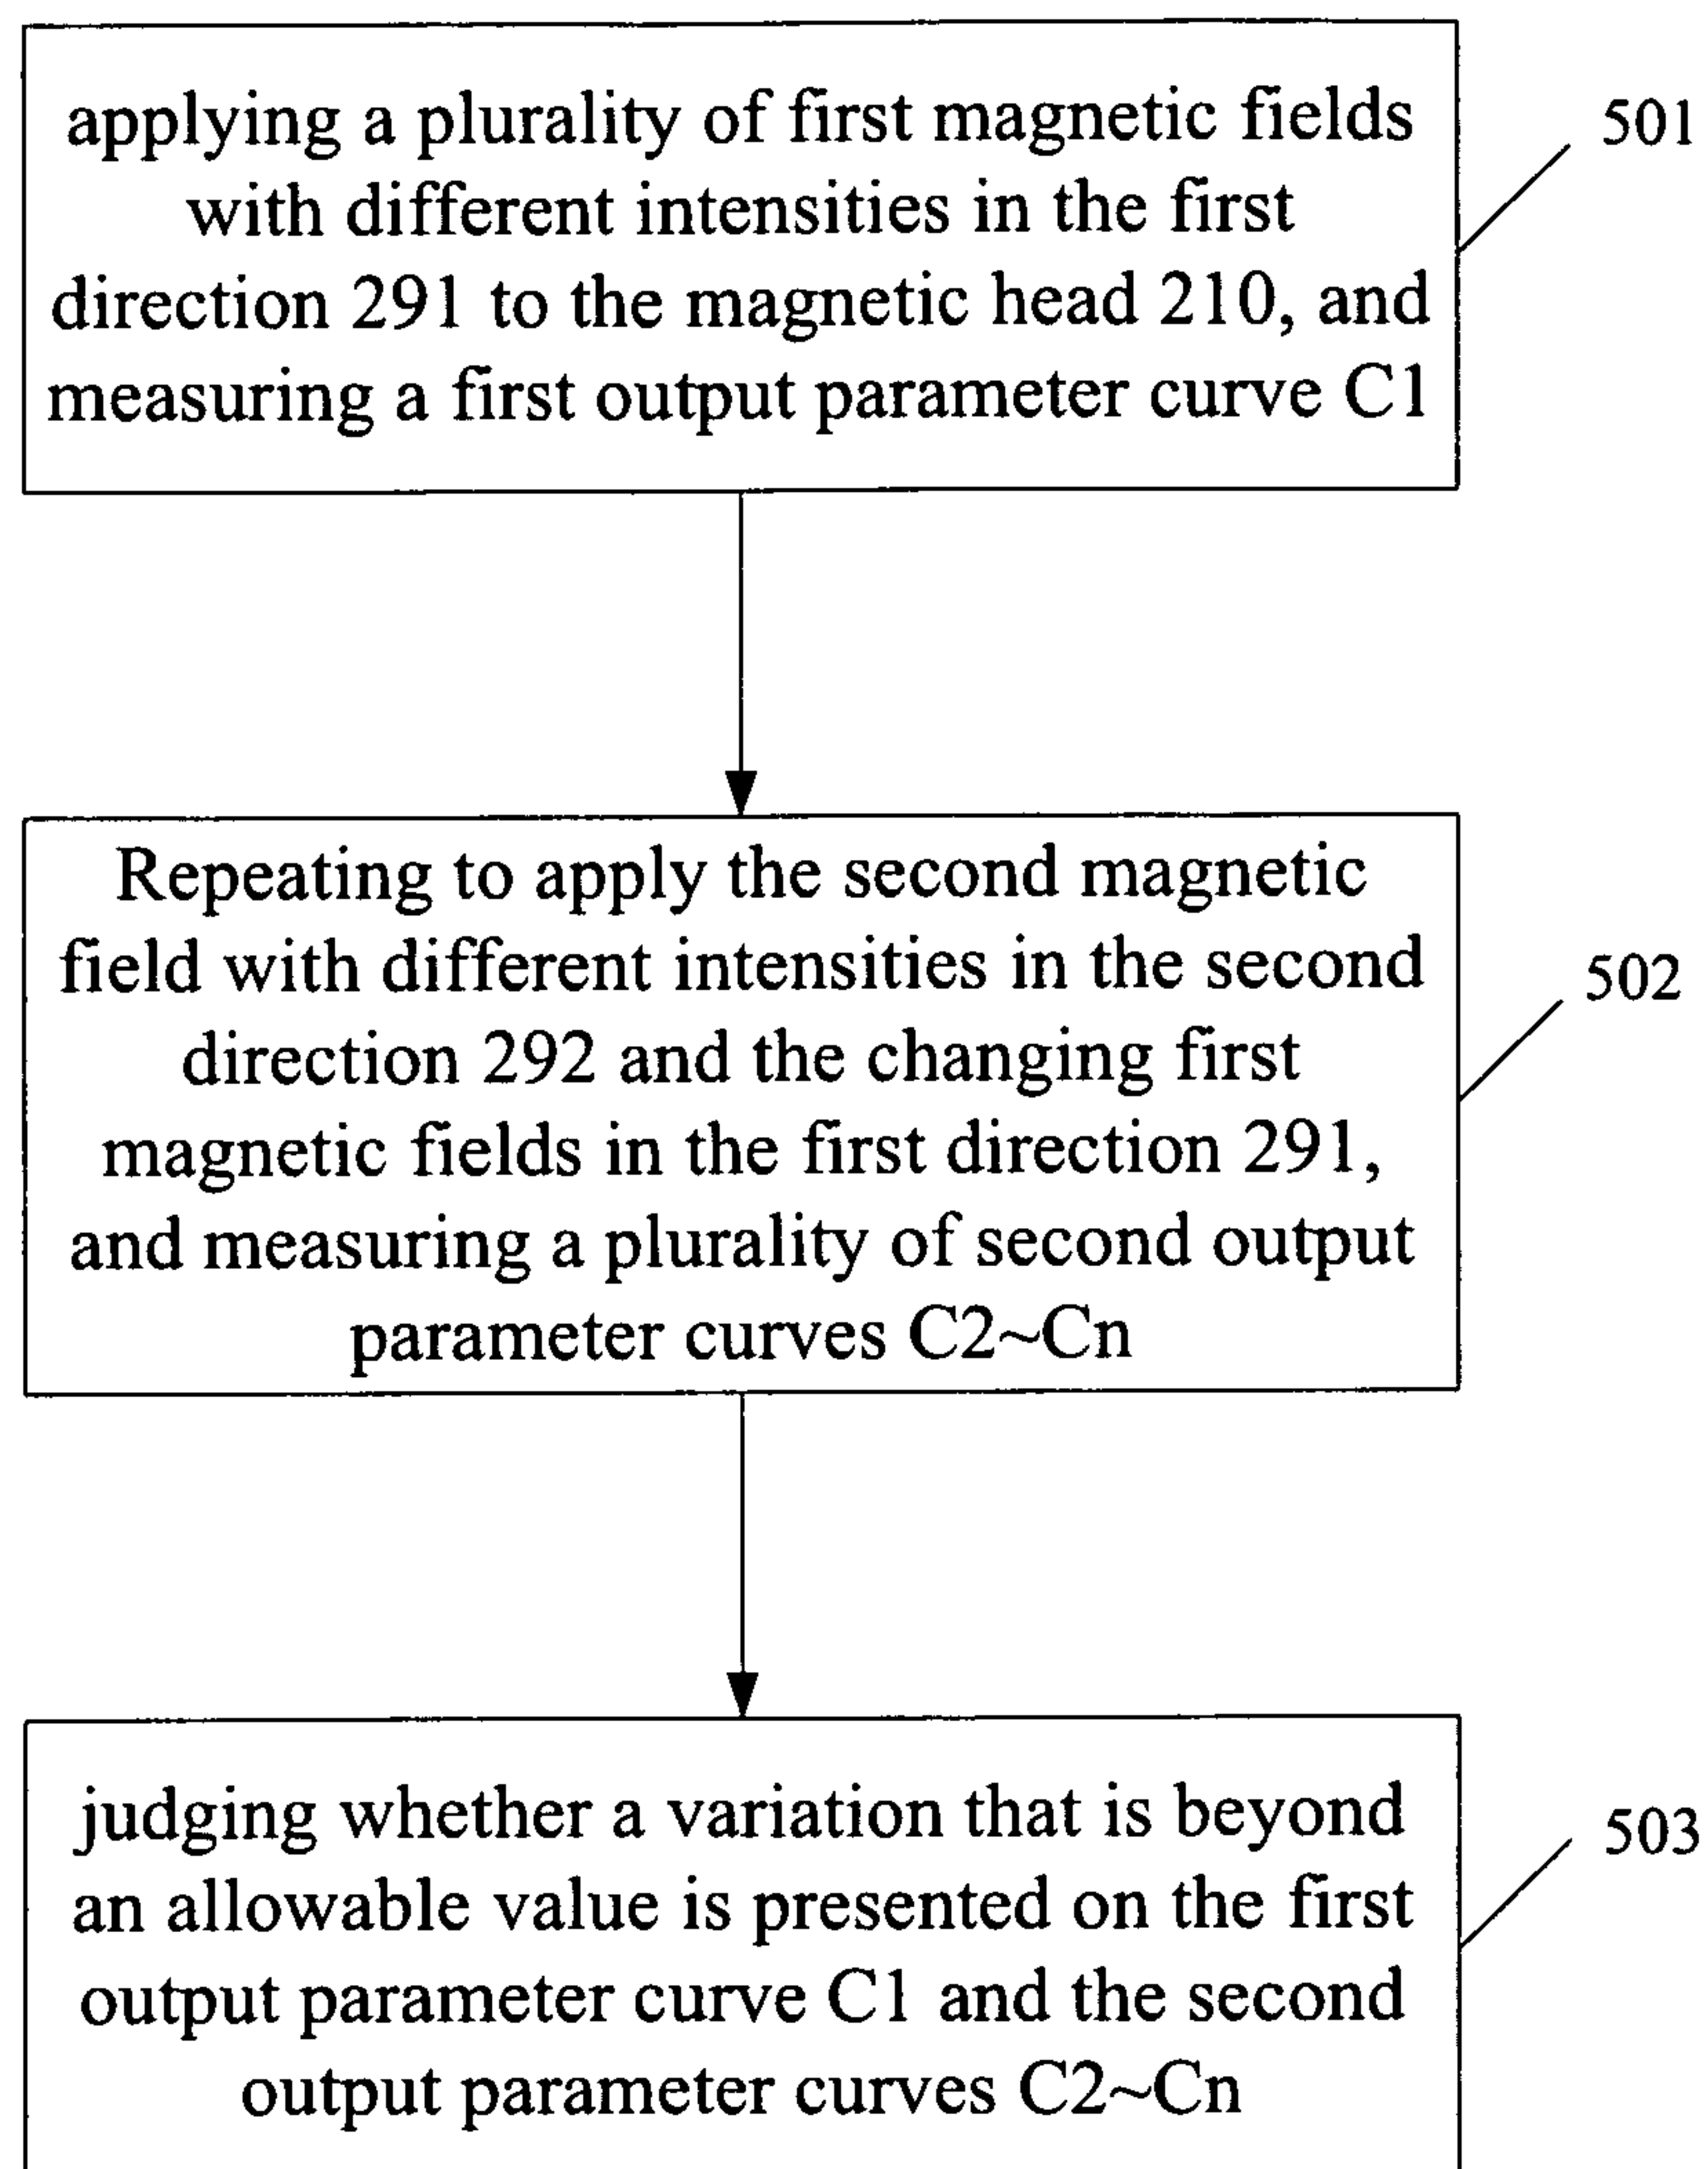 applying a plurality of first magnetic fields
with different intensities in the first
direction 291 to the magnetic head 210, and
measuring a first output parameter curve C1
501
Repeating to apply the second magnetic
field with different intensities in the second
direction 292 and the changing first
magnetic fields in the first direction 291,
and measuring a plurality of second output
parameter curves C2~Cn
502
judging whether a variation that is beyond
an allowable value is presented on the first
output parameter curve C1 and the second
output parameter curves C2~Cn
503